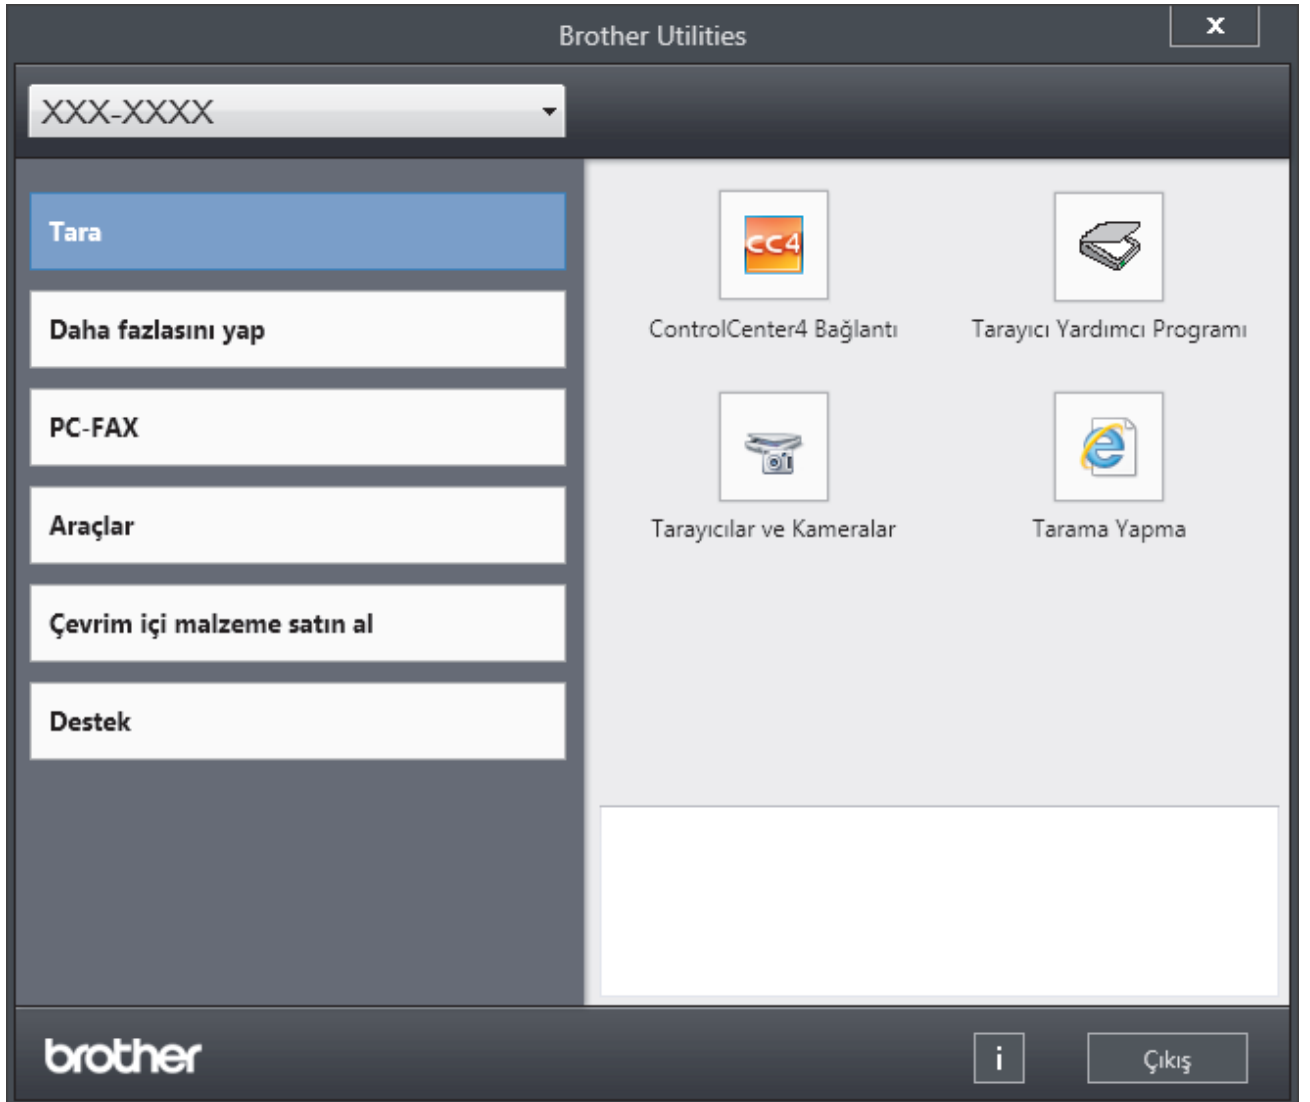 Brother Utilities
X
XXX-XXXX
Tara
Daha fazlasını yap
PC-FAX
Araçlar
Çevrim içi malzeme satın al
Destek
CC4
ControlCenter4 Bağlantı
Tarayıcı Yardımcı Programı
Tarayıcılar ve Kameralar
Tarama Yapma
brother
i
Çıkış